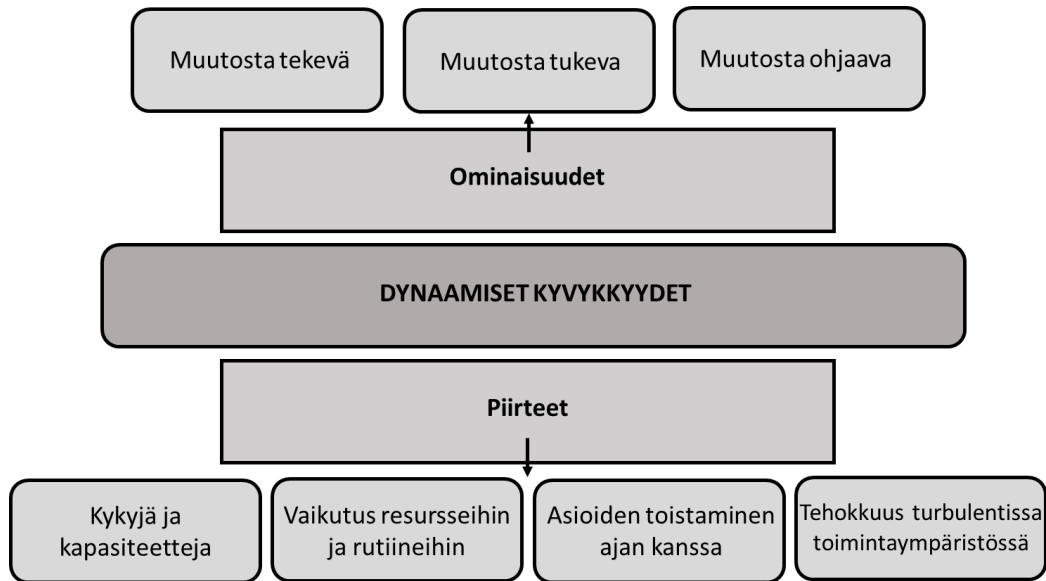 Muutosta tekevä
Muutosta tukeva
Muutosta ohjaava
Ominaisuudet
DYNAAMISET KYVYKKYYDET
Piirteet
Kykyjä ja
kapasiteetteja
Vaikutus resursseihin
ja rutiineihin
Asioiden toistaminen
ajan kanssa
Tehokkuus turbulentissa
toimintaympäristössä